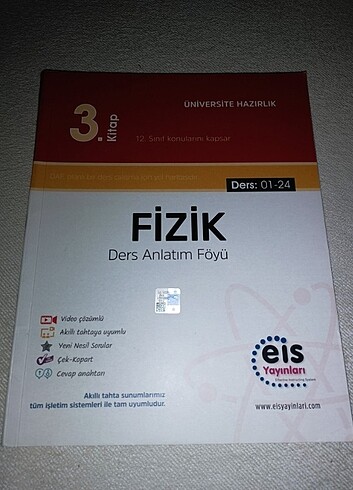 ÜNİVERSİTE HAZIRLIK
3.
Kitap
12. Sınıf konularını kapsar
Ders: 01-24
FİZİK
Ders Anlatım Föyü
Video çözümlü
Akıllı tahtaya uyumlu
Yeni Nesil Sorular
Çek-Kopart
Cevap anahtarı
eis
Yayınları
Akıllı tahta sunumlarımız
tüm işletim sistemleri ile tam uyumludur.
www.eisyayinlari.com